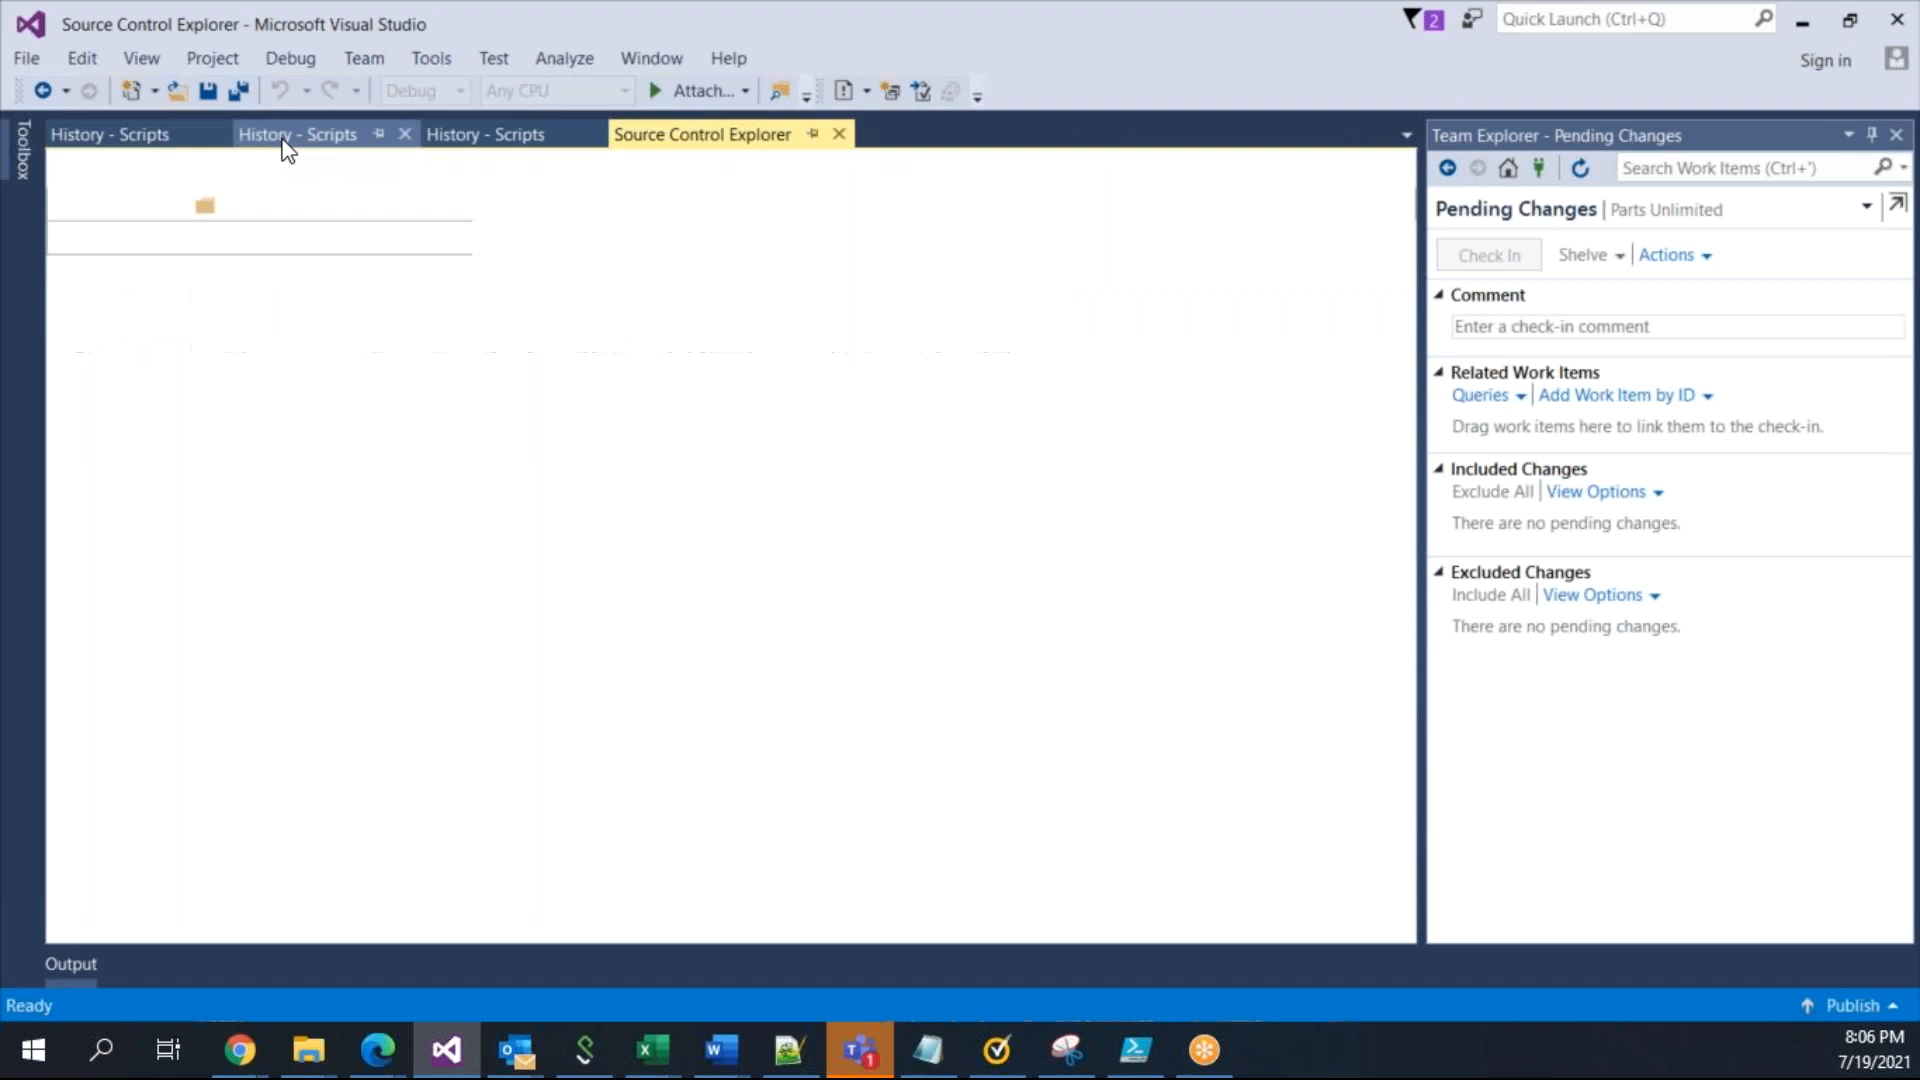 Source Control Explorer - Microsoft Visual Studio
2
Quick Launch (Ctrl+Q)
File Edit View Project Debug Team Tools Test Analyze Window Help
Sign in
Debug Any CPU Attach...
Toolbox
History - Scripts History - Scripts History - Scripts Source Control Explorer
Team Explorer - Pending Changes
Search Work Items (Ctrl+')
Pending Changes | Parts Unlimited
Check In Shelve Actions
Comment
Enter a check-in comment
Related Work Items
Queries Add Work Item by ID
Drag work items here to link them to the check-in.
Included Changes
Exclude All View Options
There are no pending changes.
Excluded Changes
Include All View Options
There are no pending changes.
Output
Ready
Publish
8:06 PM
7/19/2021